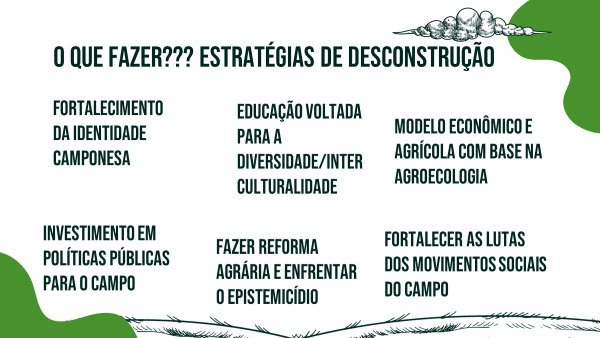 O QUE FAZER??? ESTRATÉGIAS DE DESCONSTRUÇÃO
FORTALECIMENTO
DA IDENTIDADE
CAMPONESA
EDUCAÇÃO VOLTADA
PARA A
DIVERSIDADE/INTER
CULTURALIDADE
MODELO ECONÔMICO E
AGRÍCOLA COM BASE NA
AGROECOLOGIA
INVESTIMENTO EM
POLÍTICAS PÚBLICAS
PARA O CAMPO
FAZER REFORMA
AGRÁRIA E ENFRENTAR
O EPISTEMICÍDIO
FORTALECER AS LUTAS
DOS MOVIMENTOS SOCIAIS
DO CAMPO